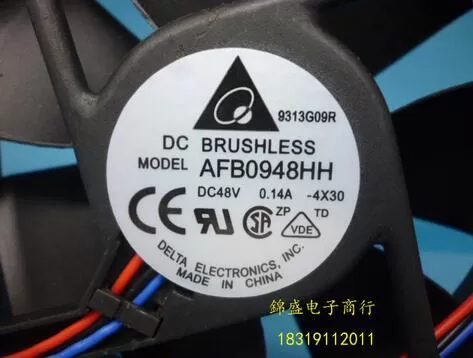 9313G09R
DC BRUSHLESS
MODEL AFB0948HH
DC48V 0.14A -4X30
CE ZP TD
VDE
DELTA ELECTRONICS, INC.
MADE IN CHINA
錦盛电子商行
18319112011